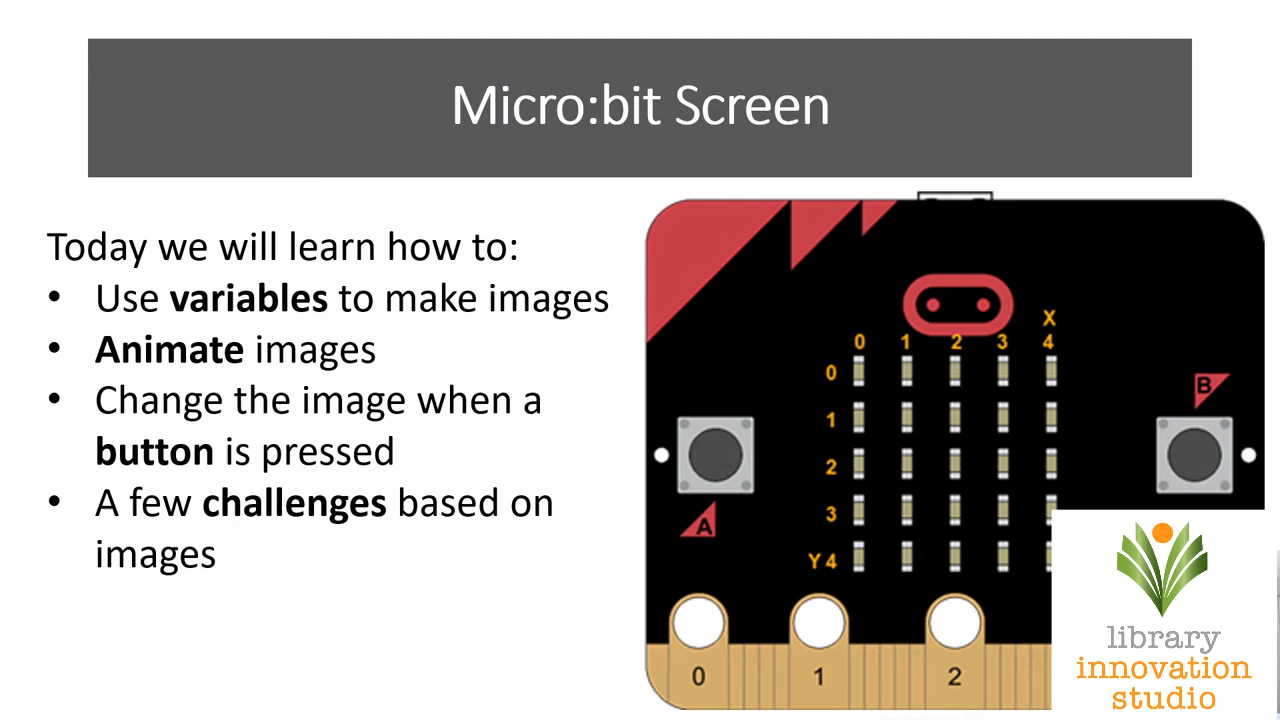 Micro:bit Screen
Today we will learn how to:
• Use variables to make images
• Animate images
• Change the image when a
button is pressed
• A few challenges based on
images
X
0 1 2 3 4
0
B
1
2
3
A
Y 4
0 1 2
library
innovation
studio